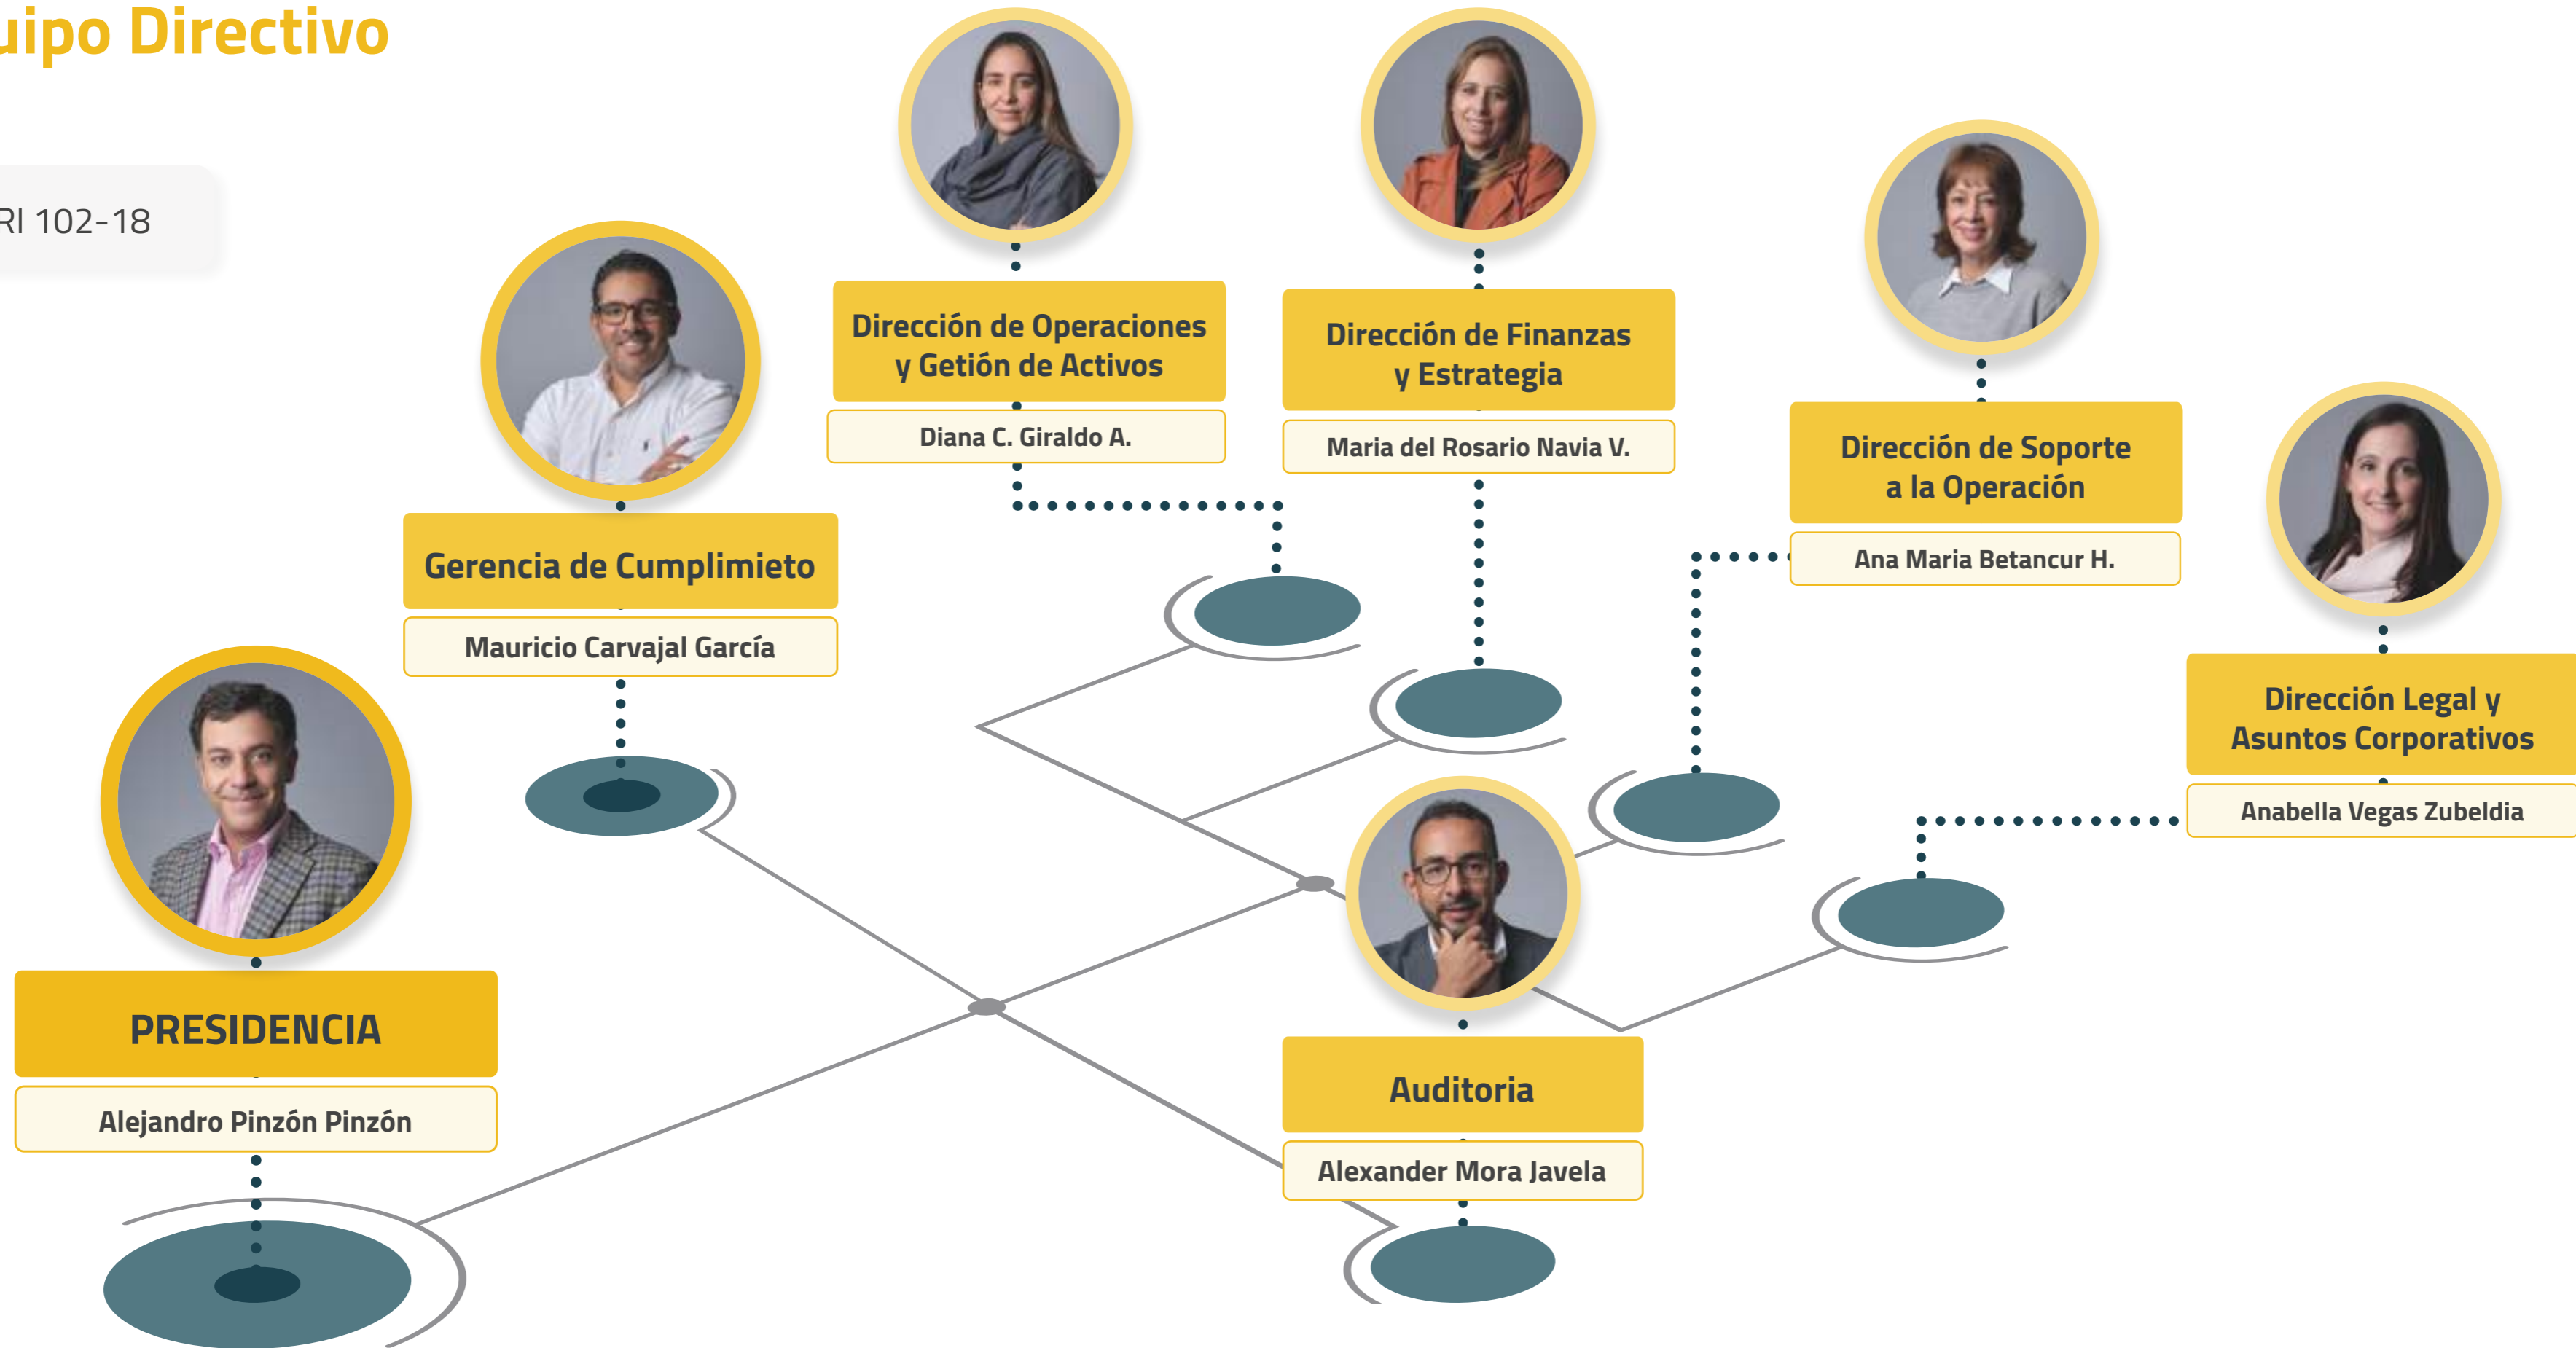 uipo Directivo
RI 102-18
Dirección de Operaciones
y Getión de Activos
Diana C. Giraldo A.
Dirección de Finanzas
y Estrategia
Maria del Rosario Navia V.
Dirección de Soporte
a la Operación
Ana Maria Betancur H.
Gerencia de Cumplimieto
Mauricio Carvajal García
Dirección Legal y
Asuntos Corporativos
Anabella Vegas Zubeldia
PRESIDENCIA
Alejandro Pinzón Pinzón
Auditoria
Alexander Mora Javela